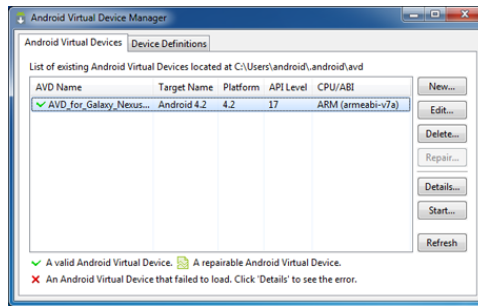 Android Virtual Device Manager
Android Virtual Devices Device Definitions
List of existing Android Virtual Devices located at C:\Users\android\.android\avd
AVD Name Target Name Platform API Level CPU/ABI
AVD_for_Galaxy_Nexus... Android 4.2 4.2 17 ARM (armeabi-v7a)
New...
Edit...
Delete...
Repair...
Details...
Start...
Refresh
A valid Android Virtual Device. A repairable Android Virtual Device.
An Android Virtual Device that failed to load. Click 'Details' to see the error.